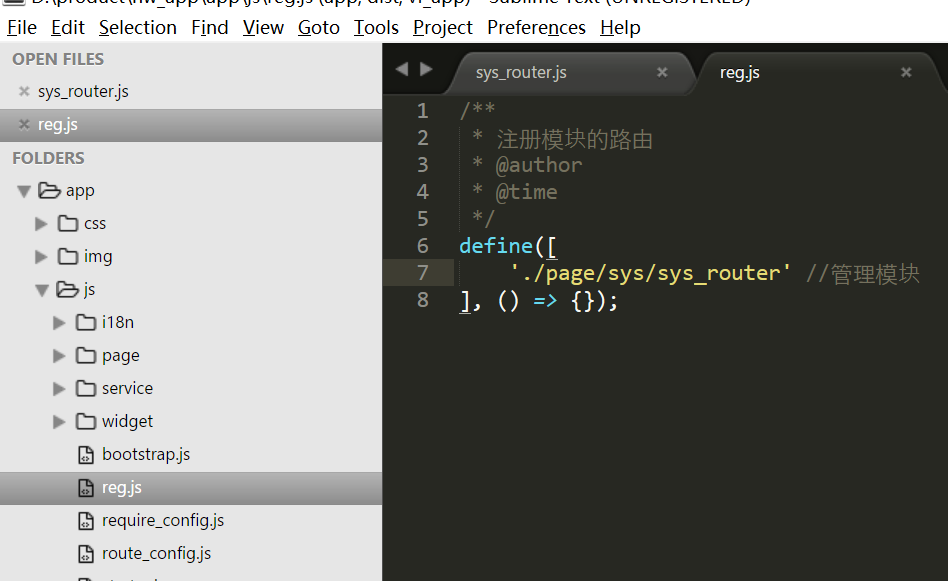 File Edit Selection Find View Goto Tools Project Preferences Help
OPEN FILES
sys_router.js
reg.js
FOLDERS
app
css
img
js
i18n
page
service
widget
bootstrap.js
reg.js
require_config.js
route_config.js
sys_router.js
reg.js
1 /**
2 * 注册模块的路由
3 * @author
4 * @time
5 */
6 define([
7 './page/sys/sys_router' //管理模块
8 ], () => {});